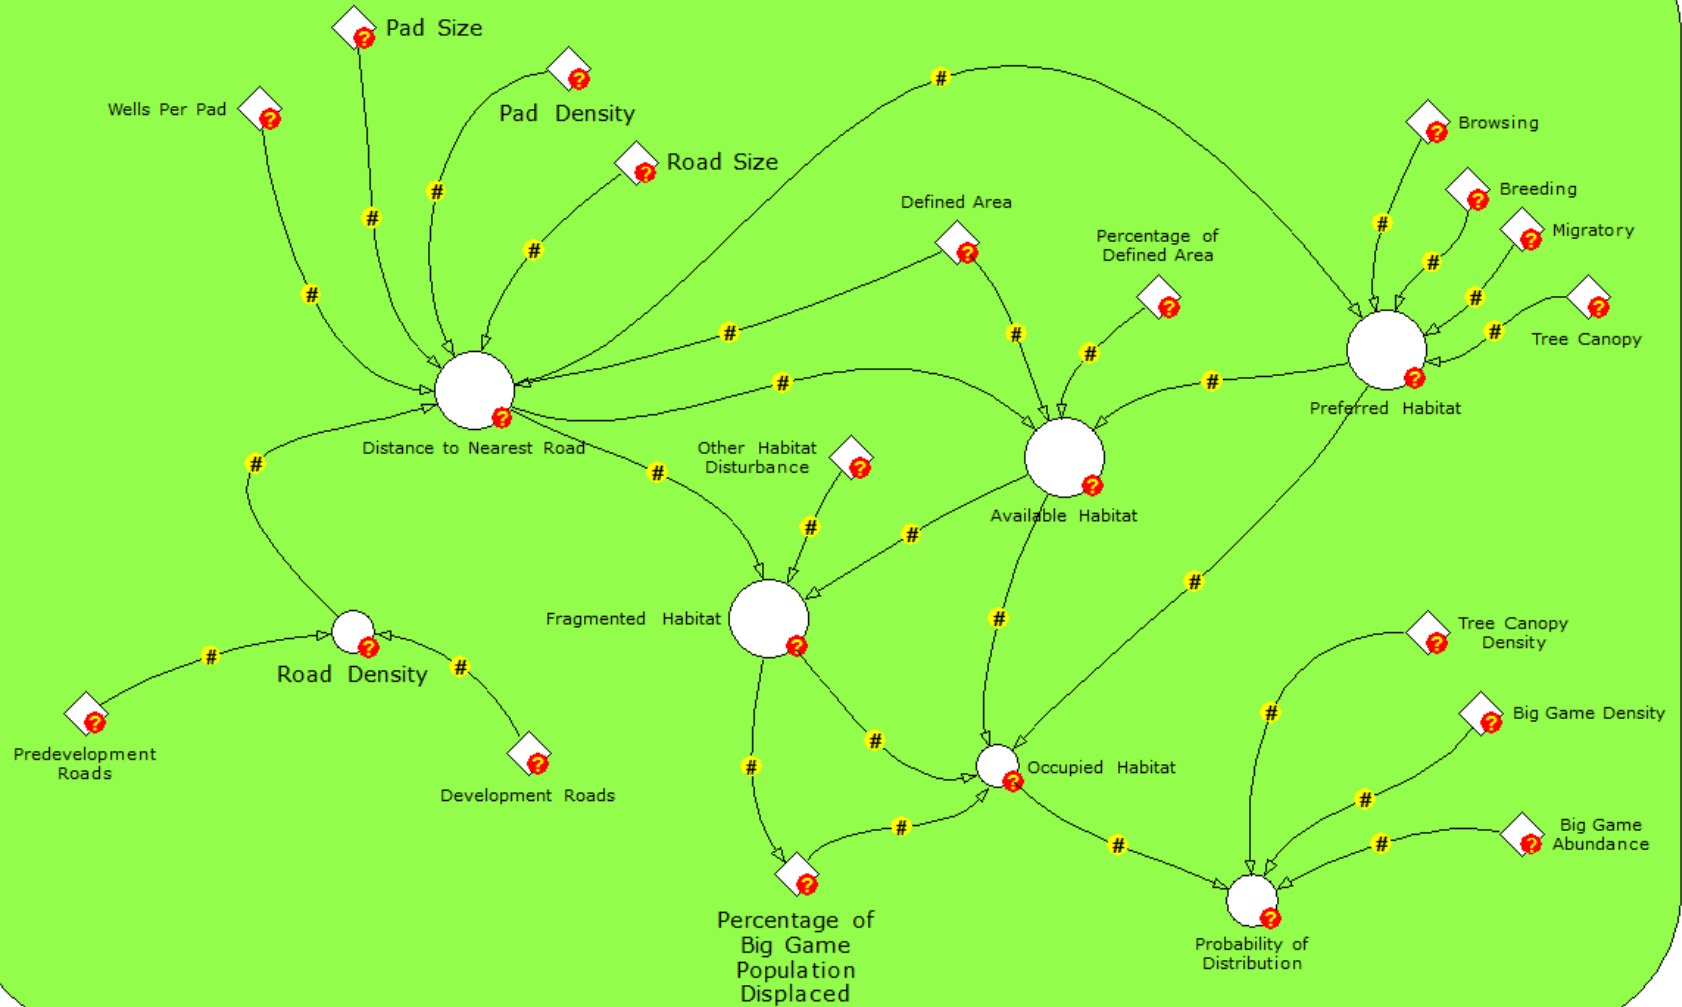 Pad Size
Pad Density
Wells Per Pad
Road Size
Browsing
Breeding
Defined Area
Migratory
Percentage of
Defined Area
Tree Canopy
Preferred Habitat
Distance to Nearest Road
Other Habitat
Disturbance
Available Habitat
Fragmented Habitat
Tree Canopy
Density
Road Density
Big Game Density
Predevelopment
Roads
Occupied Habitat
Development Roads
Big Game
Abundance
Percentage of
Big Game
Population
Displaced
Probability of
Distribution